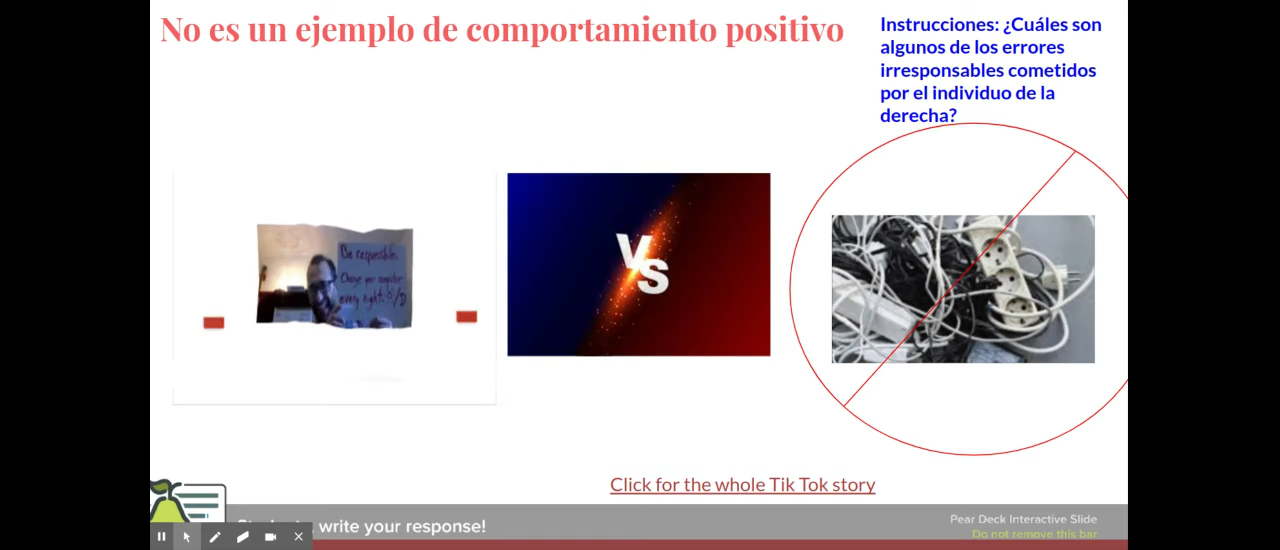 No es un ejemplo de comportamiento positivo
Instrucciones: ¿Cuáles son
algunos de los errores
irresponsables cometidos
por el individuo de la
derecha?
Be responsible.
Charge your computer
every night.
VS
Click for the whole Tik Tok story
write your response!
Pear Deck Interactive Slide
Do not remove this bar